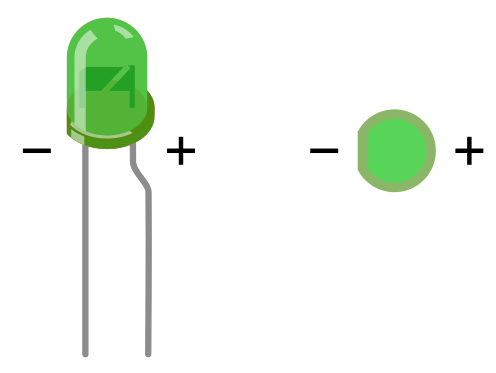 − + − +